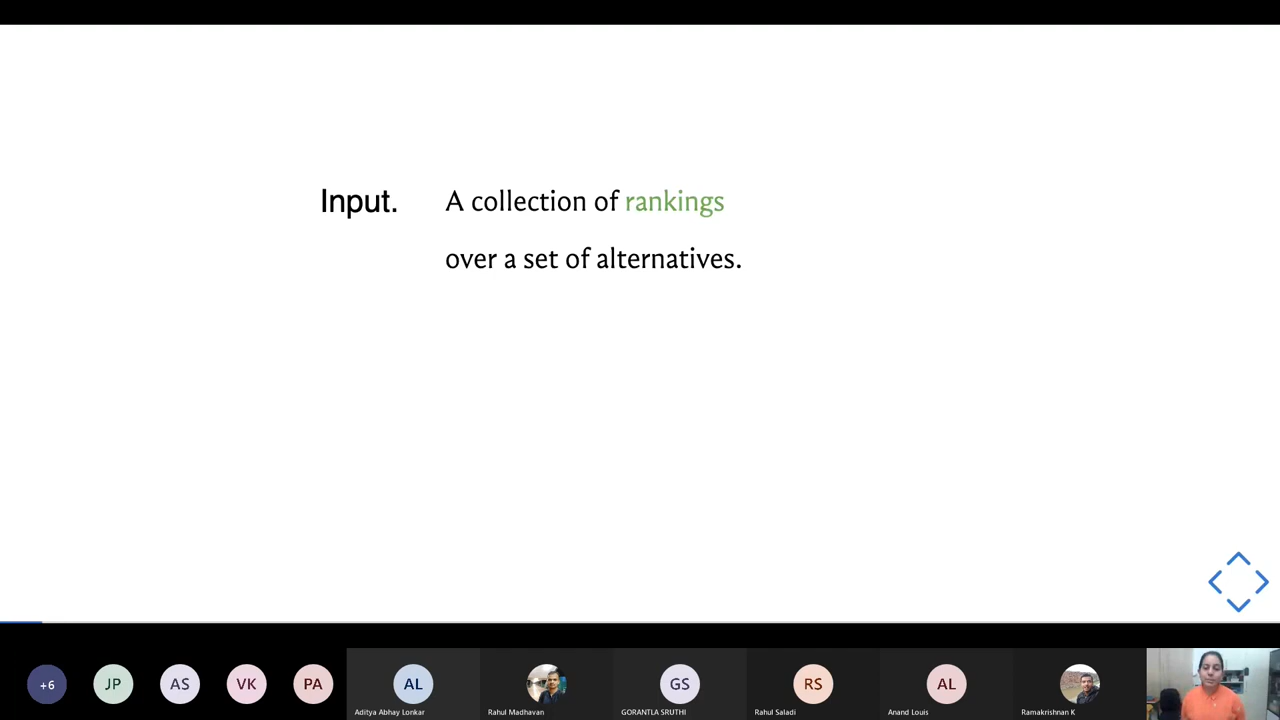 Input. A collection of rankings
over a set of alternatives.
+6
JP
AS
VK
PA
AL
Aditya Abhay Lonkar
Rahul Madhavan
GS
GORANTLA SRUTHI
RS
Rahul Saladi
AL
Anand Louis
Ramakrishnan K